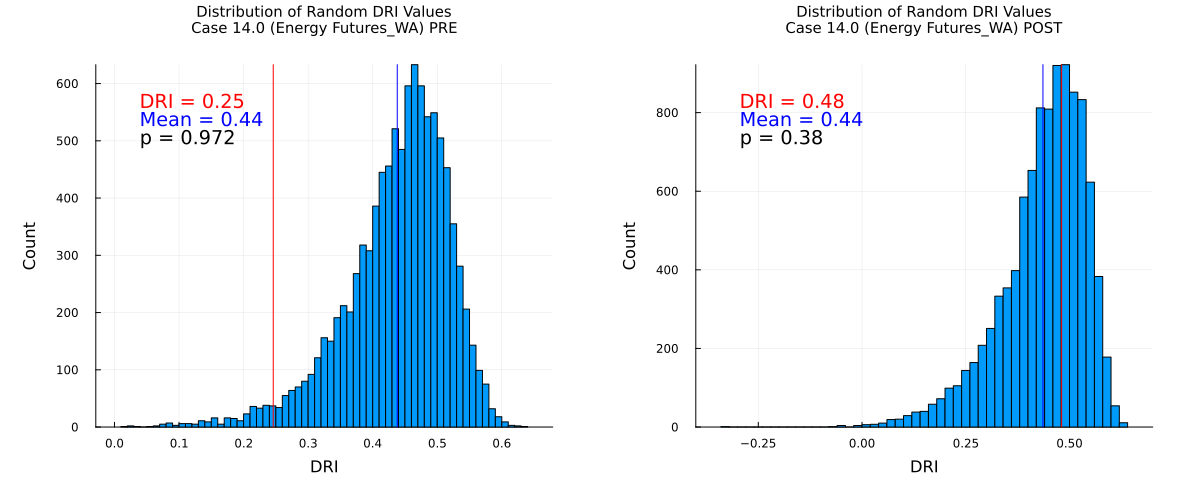 Distribution of Random DRI Values
Case 14.0 (Energy Futures_WA) PRE
DRI = 0.25
Mean = 0.44
p = 0.972
600
500
400
300
200
100
0
Count
0.0
0.1
0.2
0.3
0.4
0.5
0.6
DRI
Distribution of Random DRI Values
Case 14.0 (Energy Futures_WA) POST
DRI = 0.48
Mean = 0.44
p = 0.38
800
600
400
200
0
Count
−0.25
0.00
0.25
0.50
DRI